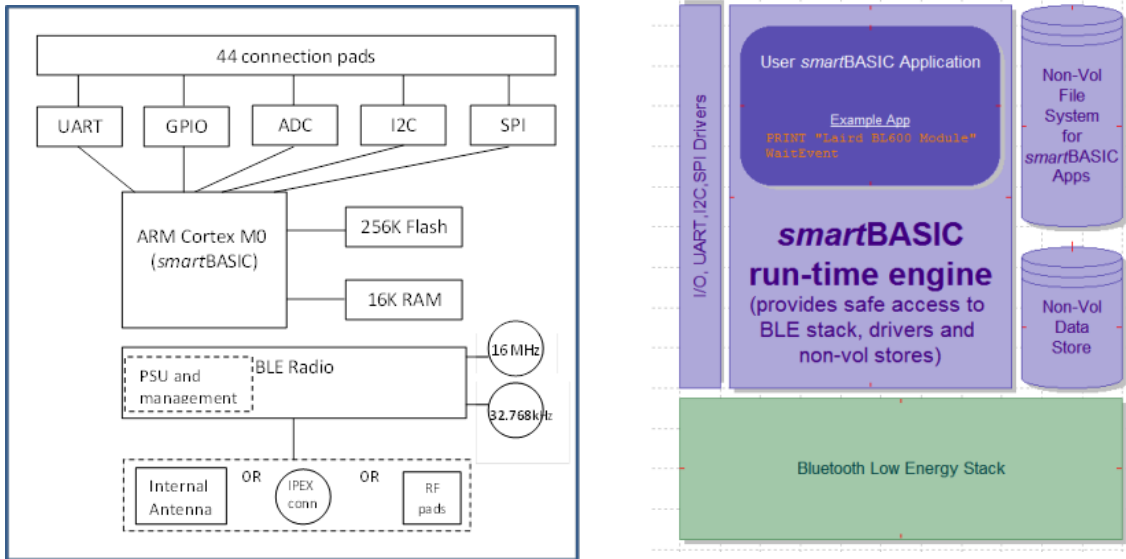 44 connection pads
UART
GPIO
ADC
I2C
SPI
ARM Cortex M0
(smartBASIC)
256K Flash
16K RAM
BLE Radio
PSU and
management
16 MHz
32.768kHz
OR
OR
Internal
Antenna
IPEX
conn
RF
pads
I/O, UART,I2C,SPI Drivers
User smartBASIC Application
Example App
PRINT "Laird BL600 Module"
WaitEvent
smartBASIC
run-time engine
(provides safe access to
BLE stack, drivers and
non-vol stores)
Non-Vol
File
System
for
smartBASIC
Apps
Non-Vol
Data
Store
Bluetooth Low Energy Stack